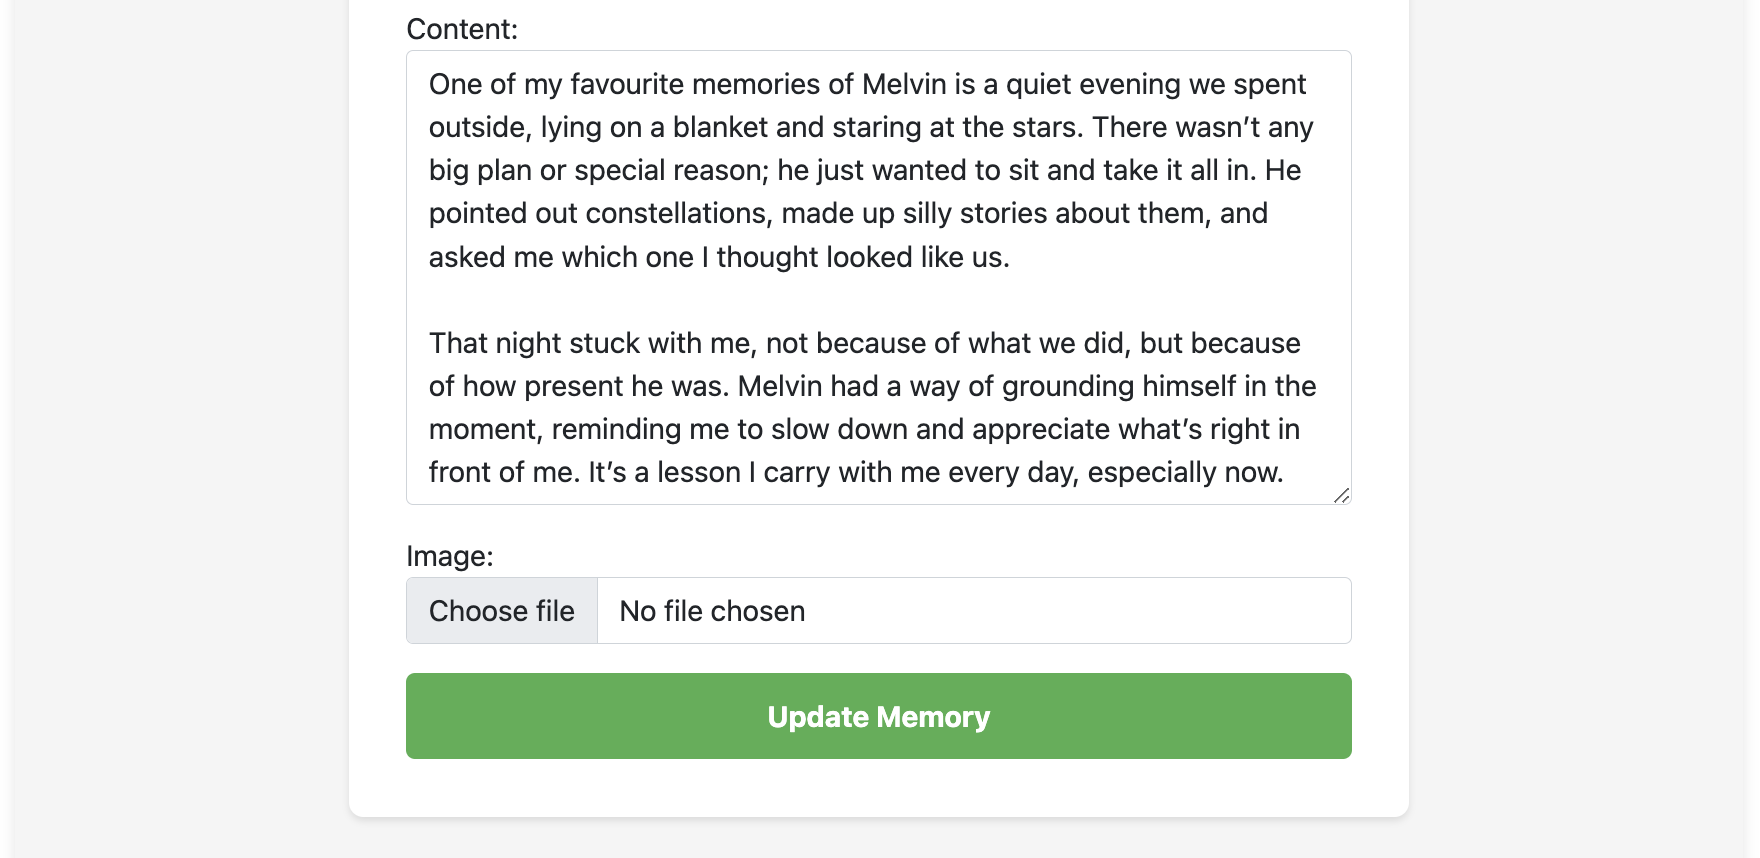 Content:
One of my favourite memories of Melvin is a quiet evening we spent
outside, lying on a blanket and staring at the stars. There wasn’t any
big plan or special reason; he just wanted to sit and take it all in. He
pointed out constellations, made up silly stories about them, and
asked me which one I thought looked like us.
That night stuck with me, not because of what we did, but because
of how present he was. Melvin had a way of grounding himself in the
moment, reminding me to slow down and appreciate what’s right in
front of me. It’s a lesson I carry with me every day, especially now.
Image:
Choose file No file chosen
Update Memory